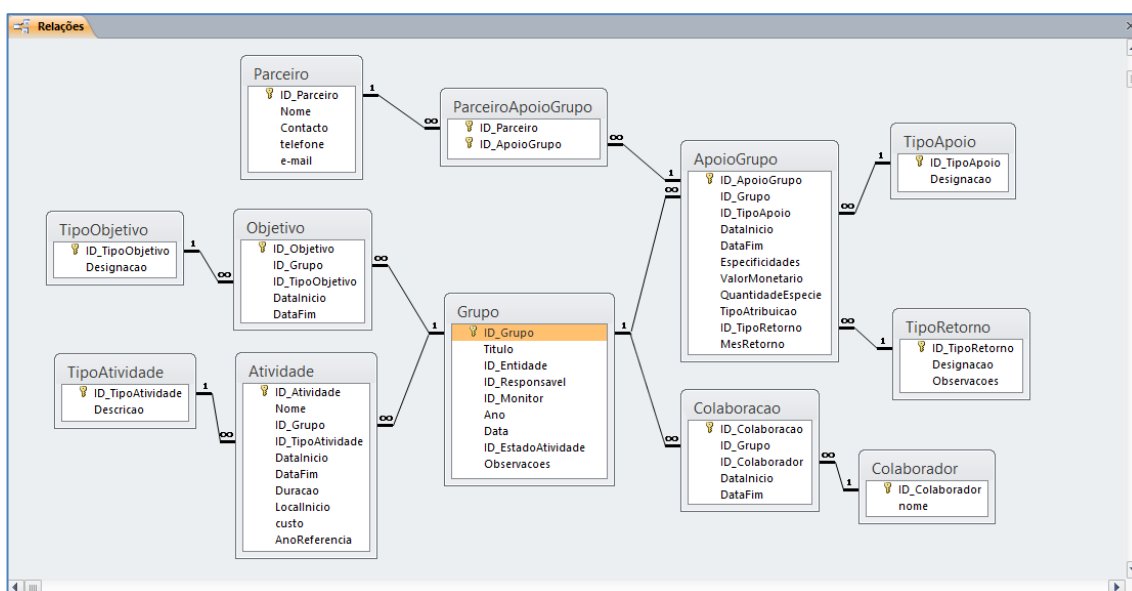 Relações
Parceiro
ID_Parceiro
Nome
Contacto
telefone
e-mail
1
∞
ParceiroApoioGrupo
ID_Parceiro
ID_ApoioGrupo
∞
1
∞
ApoioGrupo
ID_ApoioGrupo
ID_Grupo
ID_TipoApoio
DataInicio
DataFim
Especificidades
ValorMonetario
QuantidadeEspecie
TipoAtribuicao
ID_TipoRetorno
MesRetorno
1
∞
TipoApoio
ID_TipoApoio
Designacao
TipoObjetivo
ID_TipoObjetivo
Designacao
1
∞
Objetivo
ID_Objetivo
ID_Grupo
ID_TipoObjetivo
DataInicio
DataFim
∞
1
Grupo
ID_Grupo
Titulo
ID_Entidade
ID_Responsavel
ID_Monitor
Ano
Data
ID_EstadoAtividade
Observacoes
1
∞
1
TipoRetorno
ID_TipoRetorno
Designacao
Observacoes
TipoAtividade
ID_TipoAtividade
Descricao
1
∞
Atividade
ID_Atividade
Nome
ID_Grupo
ID_TipoAtividade
DataInicio
DataFim
Duracao
LocalInicio
custo
AnoReferencia
∞
∞
Colaboracao
ID_Colaboracao
ID_Grupo
ID_Colaborador
DataInicio
DataFim
∞
1
Colaborador
ID_Colaborador
nome